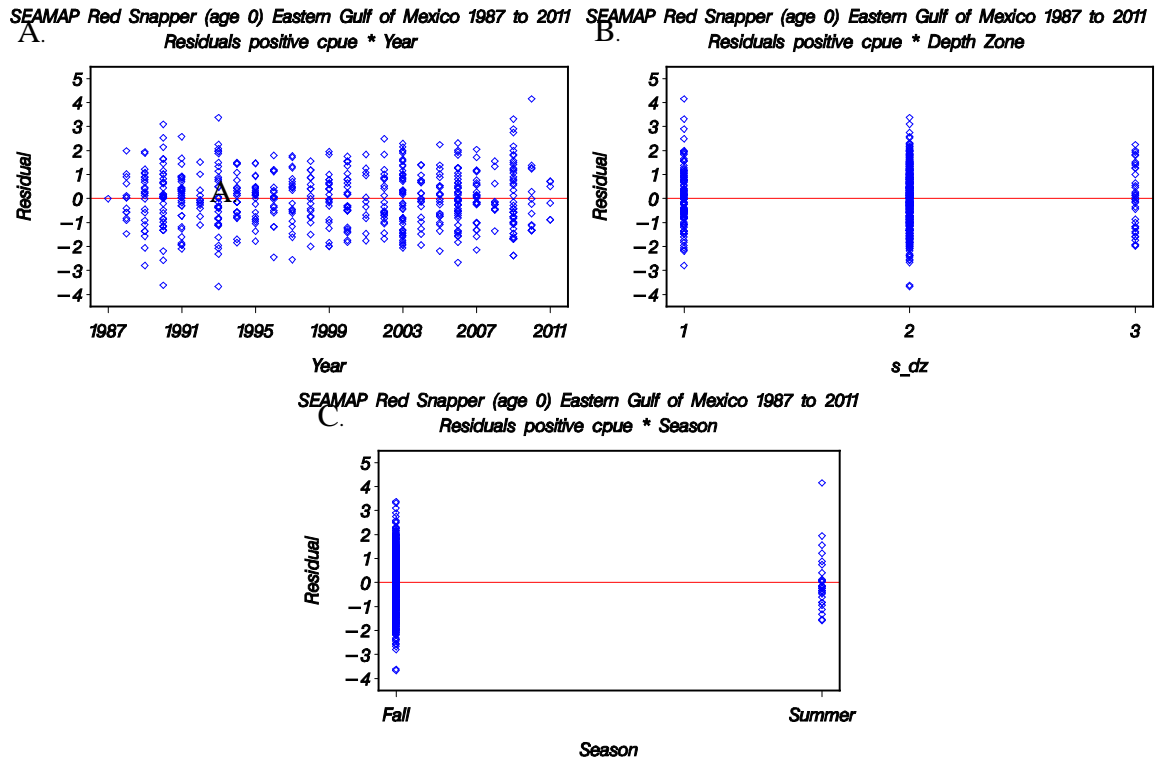 SEAMAP Red Snapper (age 0) Eastern Gulf of Mexico 1987 to 2011
A.
Residuals positive cpue * Year
5
4
3
2
1
0
−1
−2
−3
−4
Residual
A
1987 1991 1995 1999 2003 2007 2011
Year
SEAMAP Red Snapper (age 0) Eastern Gulf of Mexico 1987 to 2011
B.
Residuals positive cpue * Depth Zone
5
4
3
2
1
0
−1
−2
−3
−4
Residual
1 2 3
s_dz
SEAMAP Red Snapper (age 0) Eastern Gulf of Mexico 1987 to 2011
C.
Residuals positive cpue * Season
5
4
3
2
1
0
−1
−2
−3
−4
Residual
Fall Summer
Season